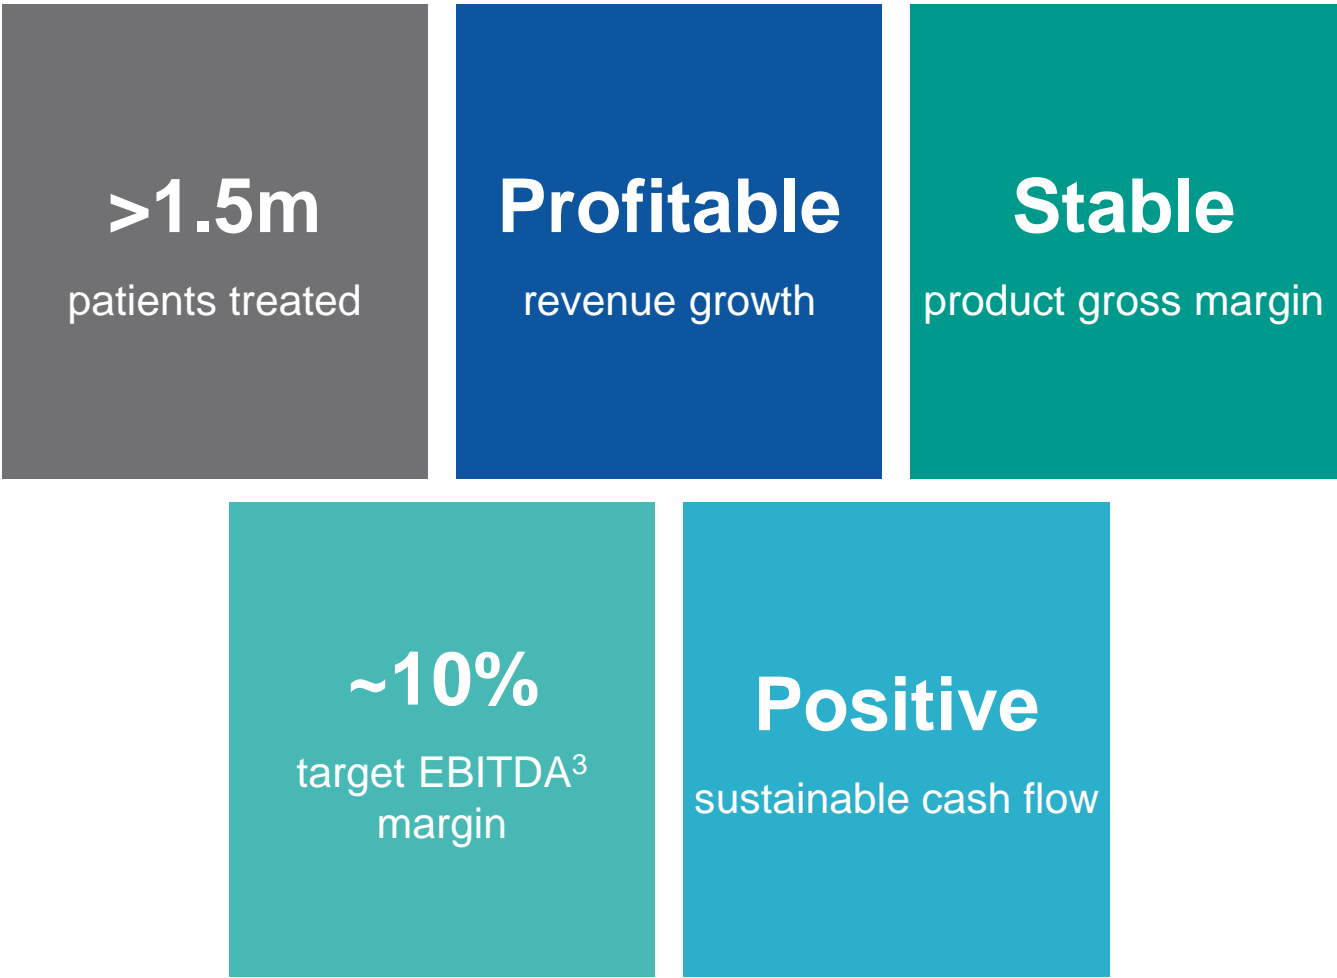 >1.5m
patients treated
Profitable
revenue growth
Stable
product gross margin
~10%
target EBITDA³
margin
Positive
sustainable cash flow